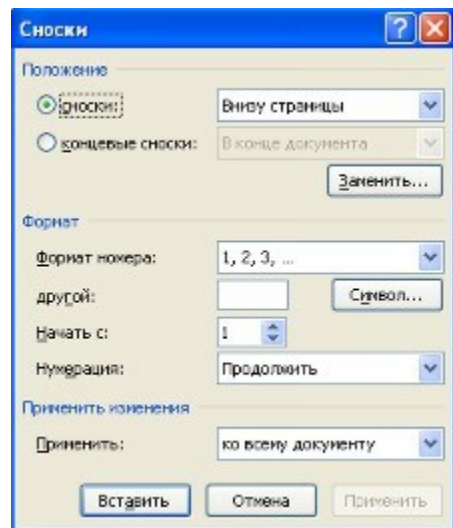 Сноски
Положение
сноски: Внизу страницы
концевые сноски: В конце документа
Заменить...
Формат
Формат номера: 1, 2, 3, ...
другой: Символ...
Начать с: 1
Нумерация: Продолжить
Применить изменения
Применить: ко всему документу
Вставить Отмена Применить